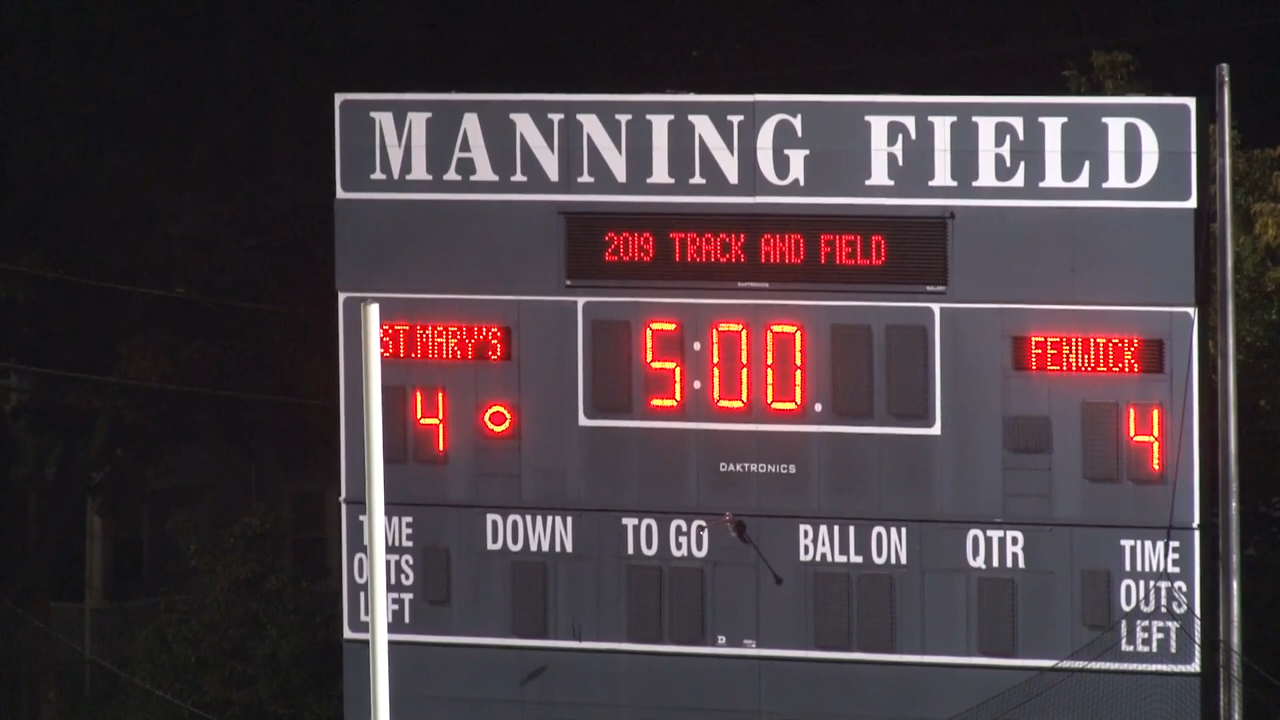 MANNING FIELD
2019 TRACK AND FIELD
DAKTRONICS
ST.MARY'S
5:00.
FENWICK
4
4
DAKTRONICS
TIME OUTS LEFT
DOWN
TO GO
BALL ON
QTR
TIME OUTS LEFT